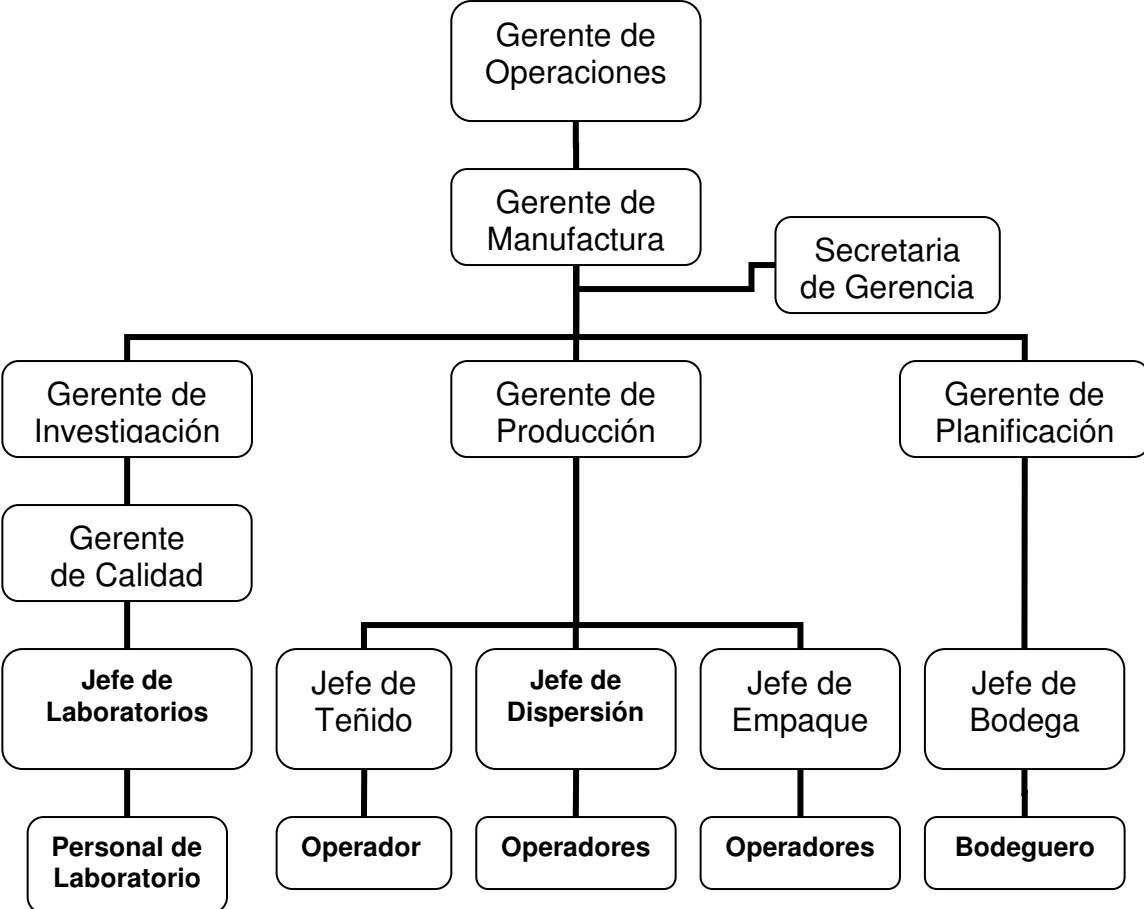 Gerente de
Operaciones
Gerente de
Manufactura
Secretaria
de Gerencia
Gerente de
Investigación
Gerente de
Producción
Gerente de
Planificación
Gerente
de Calidad
Jefe de
Laboratorios
Jefe de
Teñido
Jefe de
Dispersión
Jefe de
Empaque
Jefe de
Bodega
Personal de
Laboratorio
Operador
Operadores
Operadores
Bodeguero